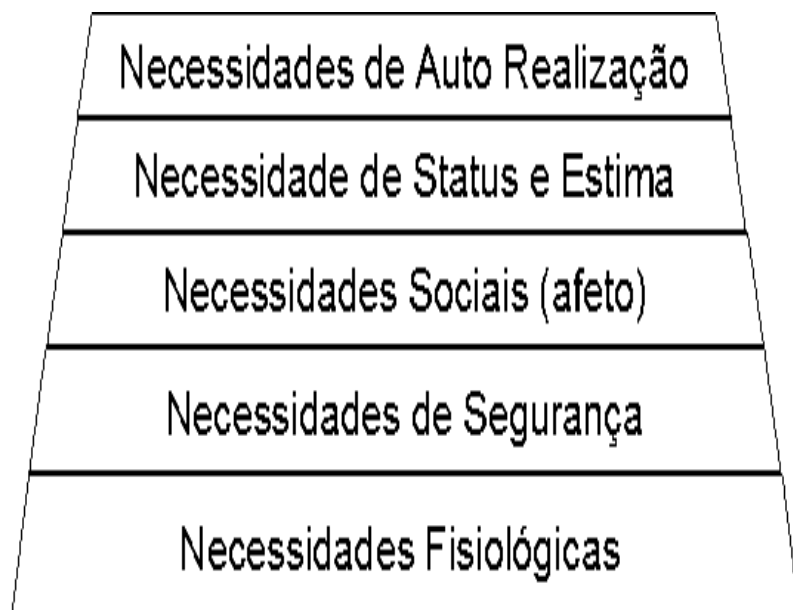 Necessidades de Auto Realização
Necessidade de Status e Estima
Necessidades Sociais (afeto)
Necessidades de Segurança
Necessidades Fisiológicas